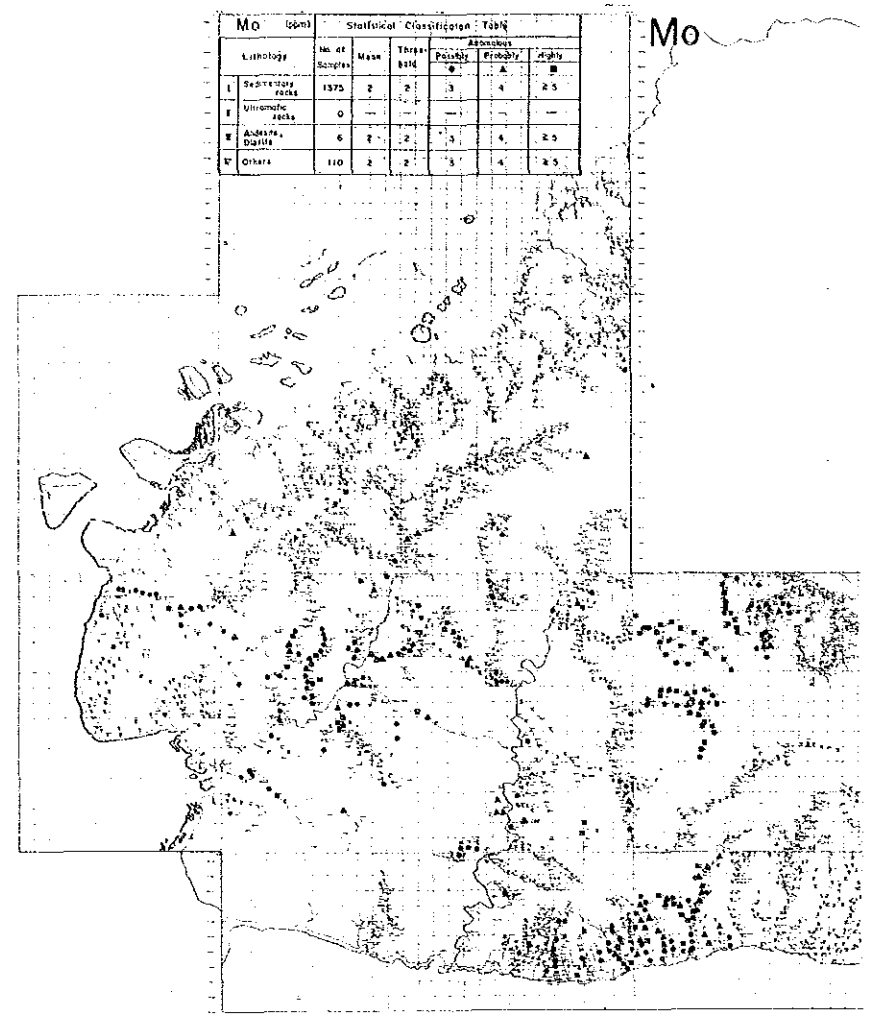 Mo (ppm) Statistical Classification Table
Mo
Lithology No. of Samples Mean Threshold Anomalous
Possibly Probably Highly
● ▲ ■
I Sedimentary rocks 1375 2 2 3 4 ≥5
II Ultramafic rocks 0 — — — — —
III Andesite, Diorite 6 2 2 3 4 ≥5
IV Others 110 2 2 3 4 ≥5